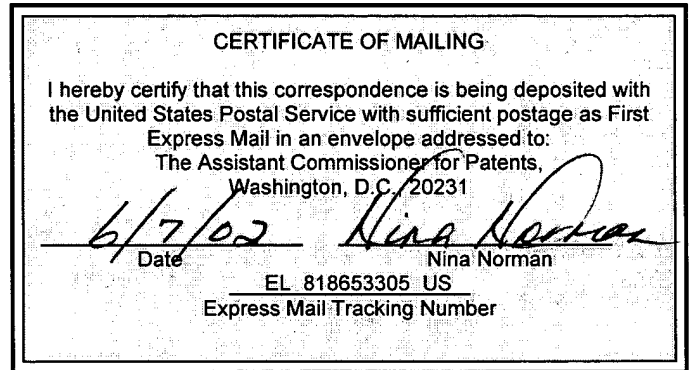 CERTIFICATE OF MAILING
I hereby certify that this correspondence is being deposited with
the United States Postal Service with sufficient postage as First
Express Mail in an envelope addressed to:
The Assistant Commissioner for Patents,
Washington, D.C. 20231
6/7/02 Nina Norman
Date Nina Norman
EL 818653305 US
Express Mail Tracking Number